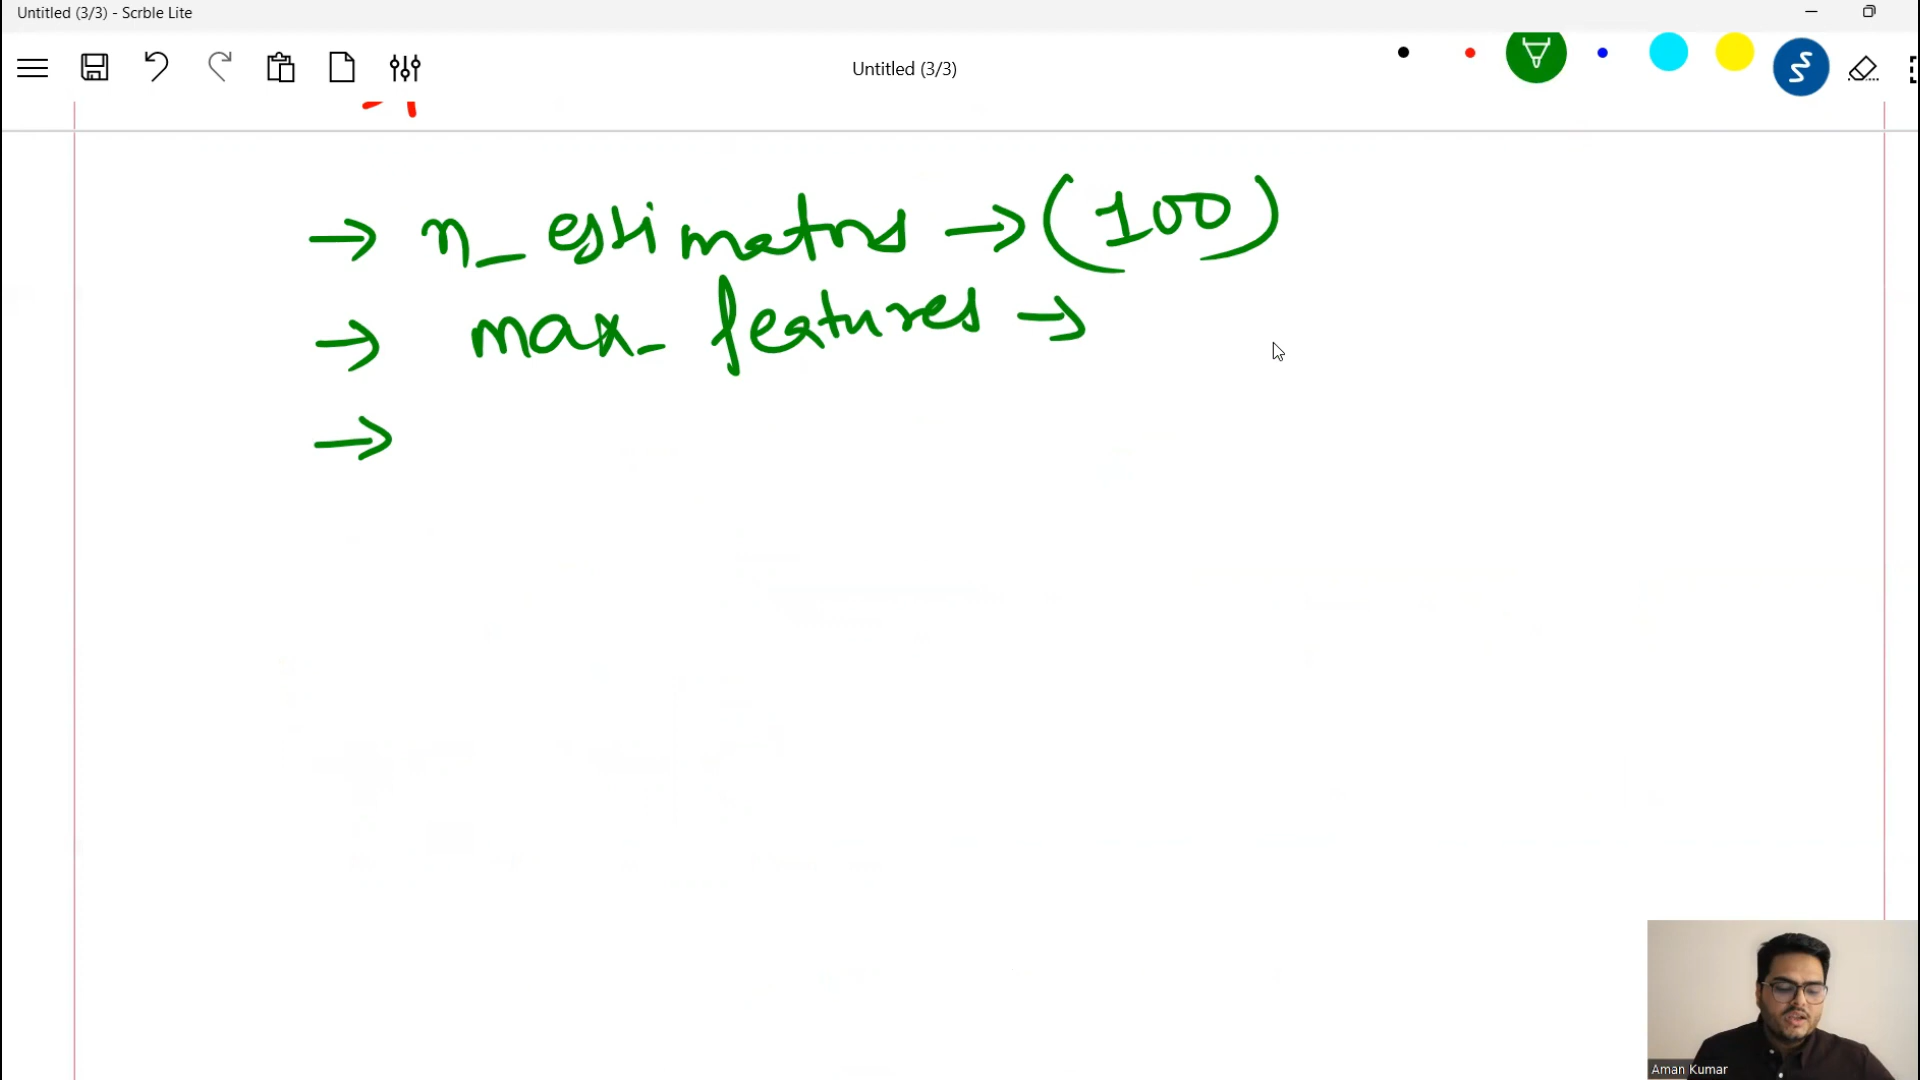 Untitled (3/3) - Scrble Lite
Untitled (3/3)
→ n_estimators → (100)
→ max_features →
→
Aman Kumar